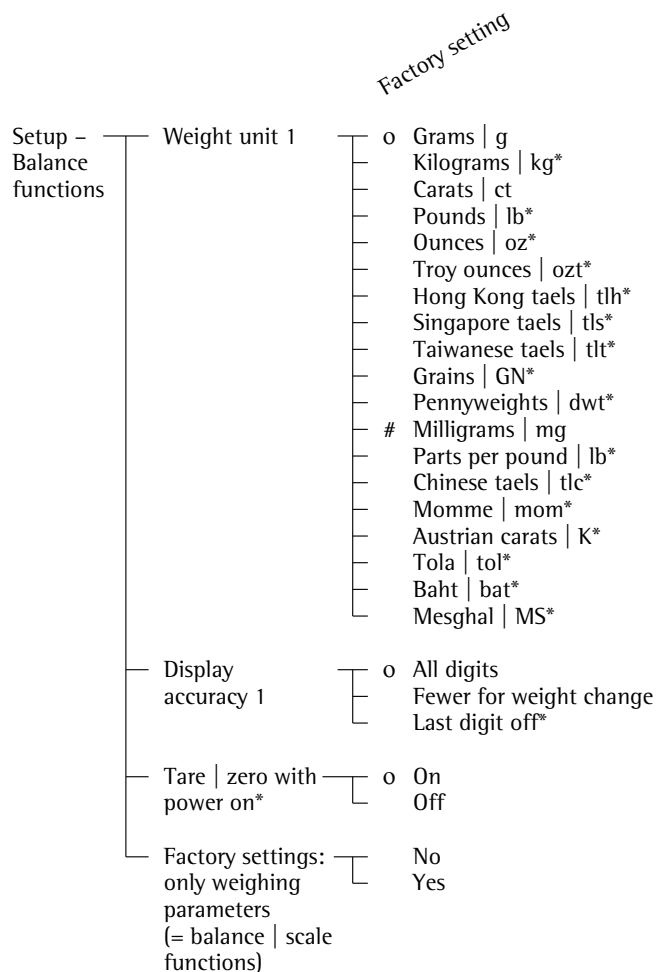 Factory setting
Setup –
Balance
functions
Weight unit 1
o Grams | g
Kilograms | kg*
Carats | ct
Pounds | lb*
Ounces | oz*
Troy ounces | ozt*
Hong Kong taels | tlh*
Singapore taels | tls*
Taiwanese taels | tlt*
Grains | GN*
Pennyweights | dwt*
# Milligrams | mg
Parts per pound | lb*
Chinese taels | tlc*
Momme | mom*
Austrian carats | K*
Tola | tol*
Baht | bat*
Mesghal | MS*
Display
accuracy 1
o All digits
Fewer for weight change
Last digit off*
Tare | zero with
power on*
o On
Off
Factory settings:
only weighing
parameters
(= balance | scale
functions)
No
Yes